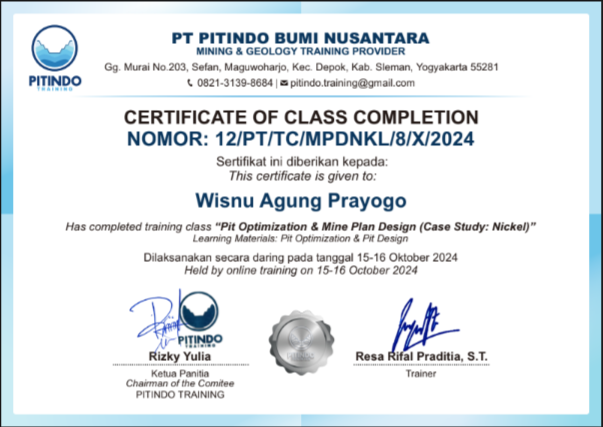 PITINDO
TRAINING
PT PITINDO BUMI NUSANTARA
MINING & GEOLOGY TRAINING PROVIDER
Gg. Murai No.203, Sefan, Maguwoharjo, Kec. Depok, Kab. Sleman, Yogyakarta 55281
0821-3139-8684 | pitindo.training@gmail.com
CERTIFICATE OF CLASS COMPLETION
NOMOR: 12/PT/TC/MPDNKL/8/X/2024
Sertifikat ini diberikan kepada:
This certificate is given to:
Wisnu Agung Prayogo
Has completed training class “Pit Optimization & Mine Plan Design (Case Study: Nickel)”
Learning Materials: Pit Optimization & Pit Design
Dilaksanakan secara daring pada tanggal 15-16 Oktober 2024
Held by online training on 15-16 October 2024
PITINDO
TRAINING
Rizky Yulia
Ketua Panitia
Chairman of the Comitee
PITINDO TRAINING
Resa Rifal Praditia, S.T.
Trainer